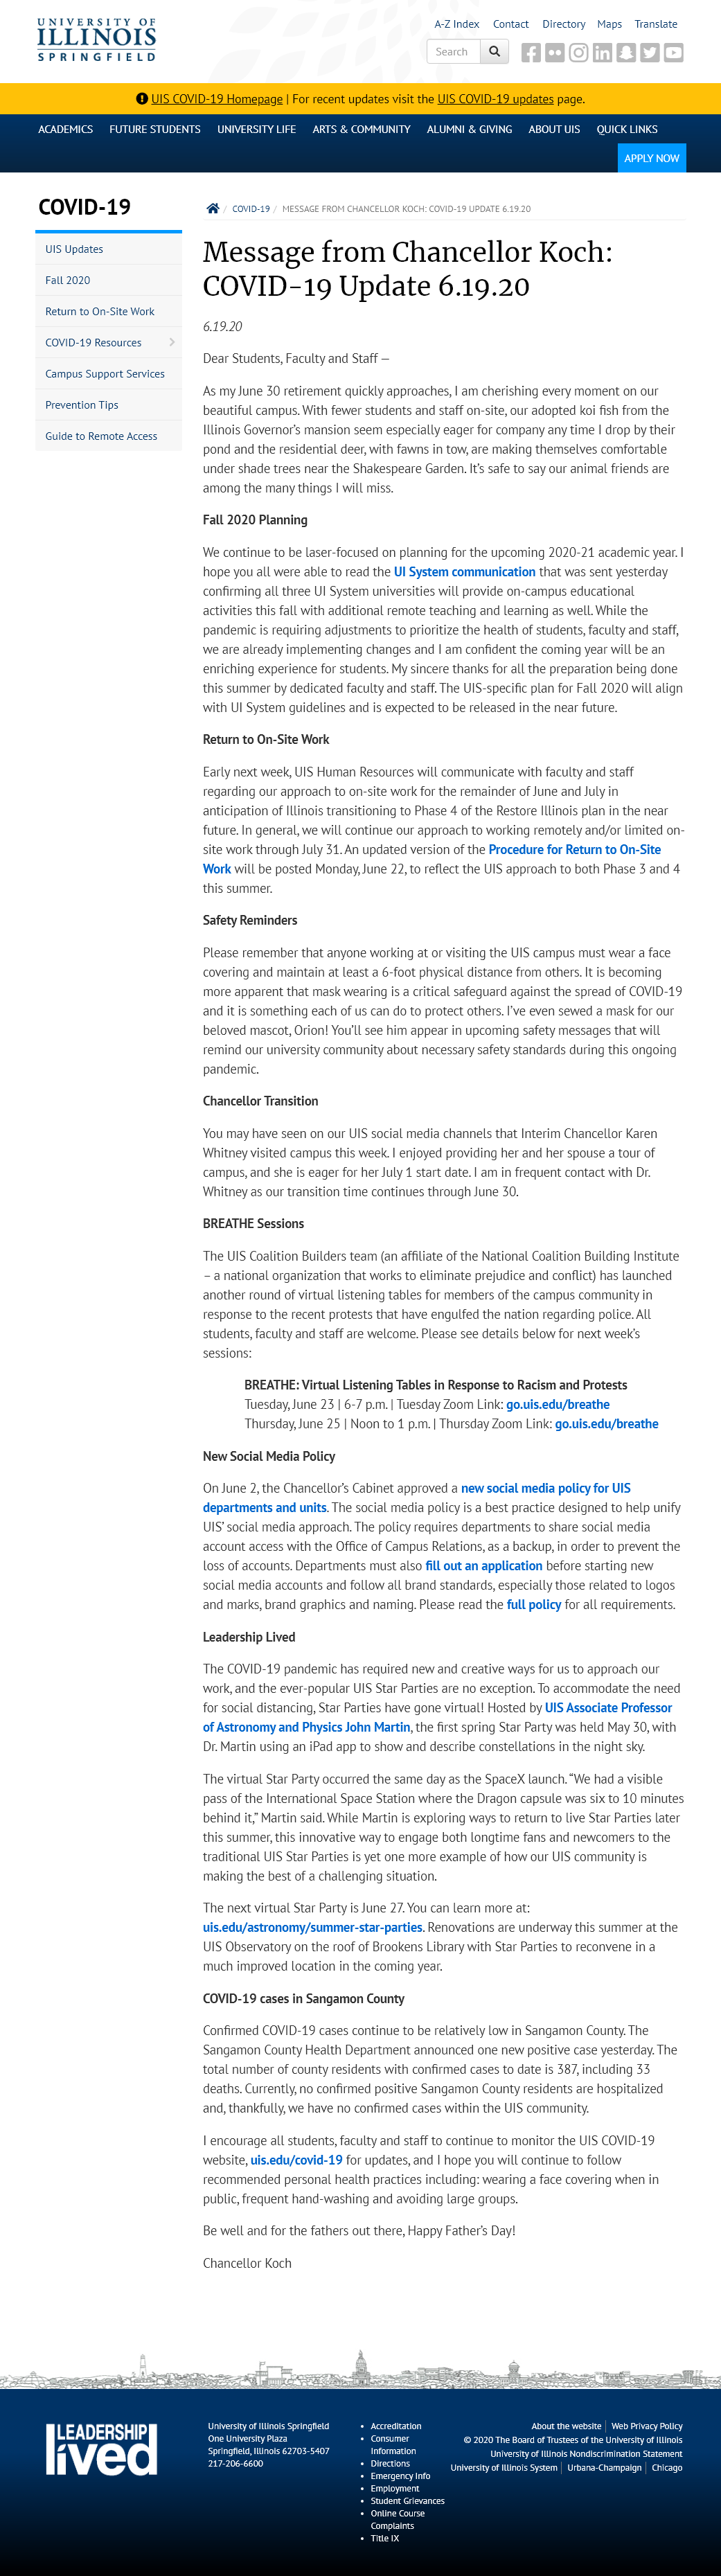 UNIVERSITY OF
ILLINOIS
SPRINGFIELD
A-Z Index Contact Directory Maps Translate
Search
UIS COVID-19 Homepage | For recent updates visit the UIS COVID-19 updates page.
ACADEMICS FUTURE STUDENTS UNIVERSITY LIFE ARTS & COMMUNITY ALUMNI & GIVING ABOUT UIS QUICK LINKS
APPLY NOW
COVID-19
UIS Updates
Fall 2020
Return to On-Site Work
COVID-19 Resources
Campus Support Services
Prevention Tips
Guide to Remote Access
/ COVID-19 / MESSAGE FROM CHANCELLOR KOCH: COVID-19 UPDATE 6.19.20
Message from Chancellor Koch:
COVID-19 Update 6.19.20
6.19.20
Dear Students, Faculty and Staff —
As my June 30 retirement quickly approaches, I am cherishing every moment on our
beautiful campus. With fewer students and staff on-site, our adopted koi fish from the
Illinois Governor’s mansion seem especially eager for company any time I drop by their
pond and the residential deer, with fawns in tow, are making themselves comfortable
under shade trees near the Shakespeare Garden. It’s safe to say our animal friends are
among the many things I will miss.
Fall 2020 Planning
We continue to be laser-focused on planning for the upcoming 2020-21 academic year. I
hope you all were able to read the UI System communication that was sent yesterday
confirming all three UI System universities will provide on-campus educational
activities this fall with additional remote teaching and learning as well. While the
pandemic is requiring adjustments to prioritize the health of students, faculty and staff,
we are already implementing changes and I am confident the coming year will be an
enriching experience for students. My sincere thanks for all the preparation being done
this summer by dedicated faculty and staff. The UIS-specific plan for Fall 2020 will align
with UI System guidelines and is expected to be released in the near future.
Return to On-Site Work
Early next week, UIS Human Resources will communicate with faculty and staff
regarding our approach to on-site work for the remainder of June and July in
anticipation of Illinois transitioning to Phase 4 of the Restore Illinois plan in the near
future. In general, we will continue our approach to working remotely and/or limited on-
site work through July 31. An updated version of the Procedure for Return to On-Site
Work will be posted Monday, June 22, to reflect the UIS approach to both Phase 3 and 4
this summer.
Safety Reminders
Please remember that anyone working at or visiting the UIS campus must wear a face
covering and maintain at least a 6-foot physical distance from others. It is becoming
more apparent that mask wearing is a critical safeguard against the spread of COVID-19
and it is something each of us can do to protect others. I’ve even sewed a mask for our
beloved mascot, Orion! You’ll see him appear in upcoming safety messages that will
remind our university community about necessary safety standards during this ongoing
pandemic.
Chancellor Transition
You may have seen on our UIS social media channels that Interim Chancellor Karen
Whitney visited campus this week. I enjoyed providing her and her spouse a tour of
campus, and she is eager for her July 1 start date. I am in frequent contact with Dr.
Whitney as our transition time continues through June 30.
BREATHE Sessions
The UIS Coalition Builders team (an affiliate of the National Coalition Building Institute
– a national organization that works to eliminate prejudice and conflict) has launched
another round of virtual listening tables for members of the campus community in
response to the recent protests that have engulfed the nation regarding police. All
students, faculty and staff are welcome. Please see details below for next week’s
sessions:
BREATHE: Virtual Listening Tables in Response to Racism and Protests
Tuesday, June 23 | 6-7 p.m. | Tuesday Zoom Link: go.uis.edu/breathe
Thursday, June 25 | Noon to 1 p.m. | Thursday Zoom Link: go.uis.edu/breathe
New Social Media Policy
On June 2, the Chancellor’s Cabinet approved a new social media policy for UIS
departments and units. The social media policy is a best practice designed to help unify
UIS’ social media approach. The policy requires departments to share social media
account access with the Office of Campus Relations, as a backup, in order to prevent the
loss of accounts. Departments must also fill out an application before starting new
social media accounts and follow all brand standards, especially those related to logos
and marks, brand graphics and naming. Please read the full policy for all requirements.
Leadership Lived
The COVID-19 pandemic has required new and creative ways for us to approach our
work, and the ever-popular UIS Star Parties are no exception. To accommodate the need
for social distancing, Star Parties have gone virtual! Hosted by UIS Associate Professor
of Astronomy and Physics John Martin, the first spring Star Party was held May 30, with
Dr. Martin using an iPad app to show and describe constellations in the night sky.
The virtual Star Party occurred the same day as the SpaceX launch. “We had a visible
pass of the International Space Station where the Dragon capsule was six to 10 minutes
behind it,” Martin said. While Martin is exploring ways to return to live Star Parties later
this summer, this innovative way to engage both longtime fans and newcomers to the
traditional UIS Star Parties is yet one more example of how our UIS community is
making the best of a challenging situation.
The next virtual Star Party is June 27. You can learn more at:
uis.edu/astronomy/summer-star-parties. Renovations are underway this summer at the
UIS Observatory on the roof of Brookens Library with Star Parties to reconvene in a
much improved location in the coming year.
COVID-19 cases in Sangamon County
Confirmed COVID-19 cases continue to be relatively low in Sangamon County. The
Sangamon County Health Department announced one new positive case yesterday. The
total number of county residents with confirmed cases to date is 387, including 33
deaths. Currently, no confirmed positive Sangamon County residents are hospitalized
and, thankfully, we have no confirmed cases within the UIS community.
I encourage all students, faculty and staff to continue to monitor the UIS COVID-19
website, uis.edu/covid-19 for updates, and I hope you will continue to follow
recommended personal health practices including: wearing a face covering when in
public, frequent hand-washing and avoiding large groups.
Be well and for the fathers out there, Happy Father’s Day!
Chancellor Koch
LEADERSHIP
lived
University of Illinois Springfield
One University Plaza
Springfield, Illinois 62703-5407
217-206-6600
Accreditation
Consumer
Information
Directions
Emergency Info
Employment
Student Grievances
Online Course
Complaints
Title IX
About the website | Web Privacy Policy
© 2020 The Board of Trustees of the University of Illinois
University of Illinois Nondiscrimination Statement
University of Illinois System | Urbana-Champaign | Chicago